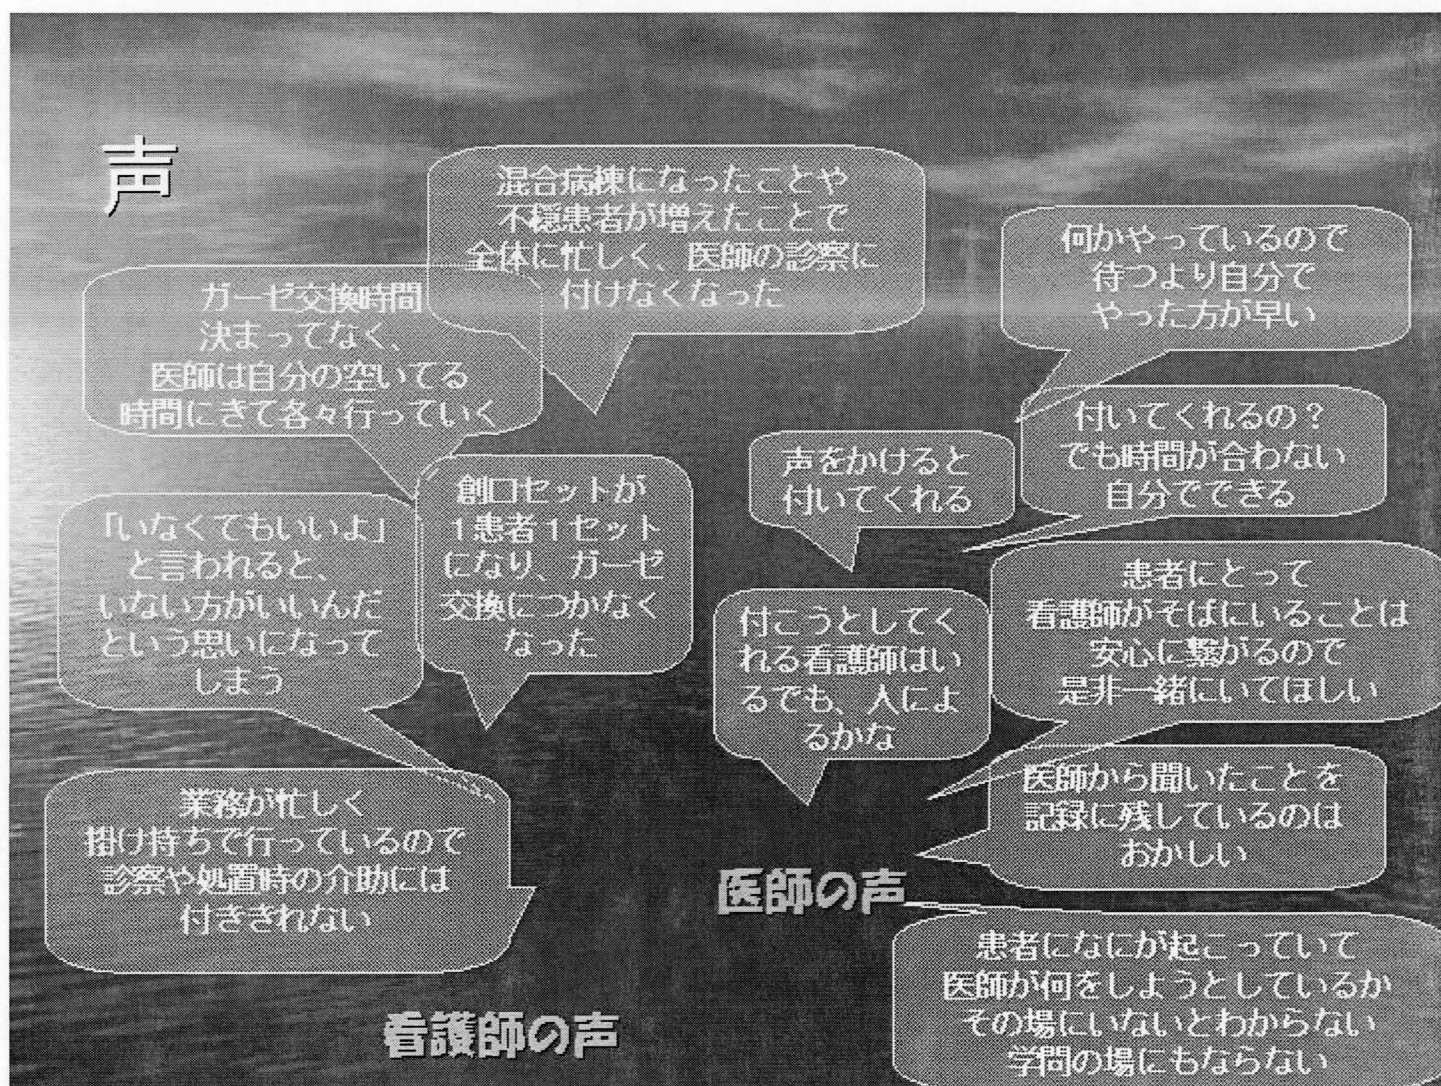 声
混合病棟になったことや
不穏患者が増えたことで
全体に忙しく、医師の診察に
付けなくなった
ガーゼ交換時間
決まってなく、
医師は自分の空いてる
時間にきて各々行っていく
創口セットが
1患者1セット
になり、ガーゼ
交換につかなく
なった
「いなくてもいいよ」
と言われると、
いない方がいいんだ
という思いになって
しまう
業務が忙しく
掛け持ちで行っているので
診察や処置時の介助には
付ききれない
看護師の声
何かやっているので
待つより自分で
やった方が早い
付いてくれるの？
でも時間が合わない
自分でできる
声をかけると
付いてくれる
患者にとって
看護師がそばにいることは
安心に繋がるので
是非一緒にいてほしい
付こうとしてく
れる看護師はい
るでも、人によ
るかな
医師から聞いたことを
記録に残しているのは
おかしい
医師の声
患者になにが起こっていて
医師が何をしようとしているか
その場にいないとわからない
学問の場にもならない